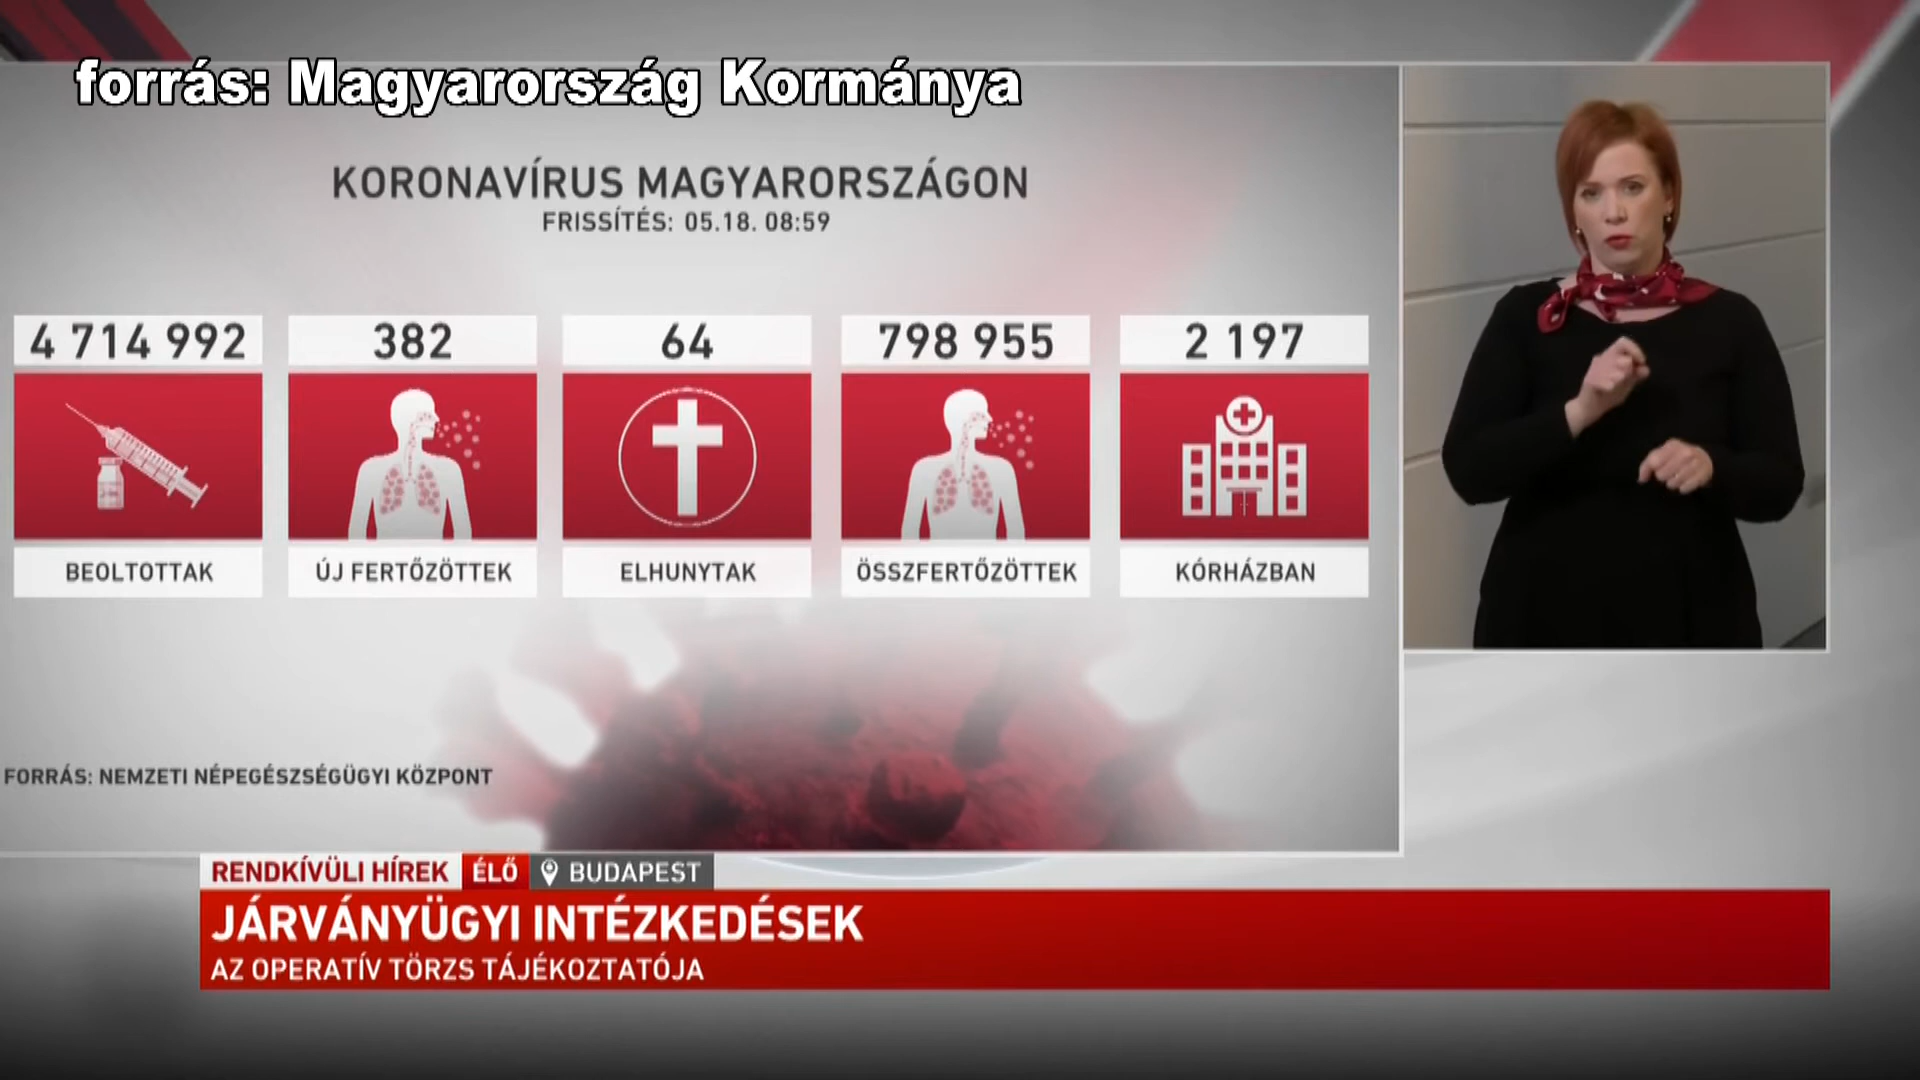 forrás: Magyarország Kormánya
KORONAVÍRUS MAGYARORSZÁGON
FRISSÍTÉS: 05.18. 08:59
4 714 992
BEOLTOTTAK
382
ÚJ FERTŐZÖTTEK
64
ELHUNYTAK
798 955
ÖSSZFERTŐZÖTTEK
2 197
KÓRHÁZBAN
FORRÁS: NEMZETI NÉPEGÉSZSÉGÜGYI KÖZPONT
RENDKÍVÜLI HÍREK ÉLŐ BUDAPEST
JÁRVÁNYÜGYI INTÉZKEDÉSEK
AZ OPERATÍV TÖRZS TÁJÉKOZTATÓJA